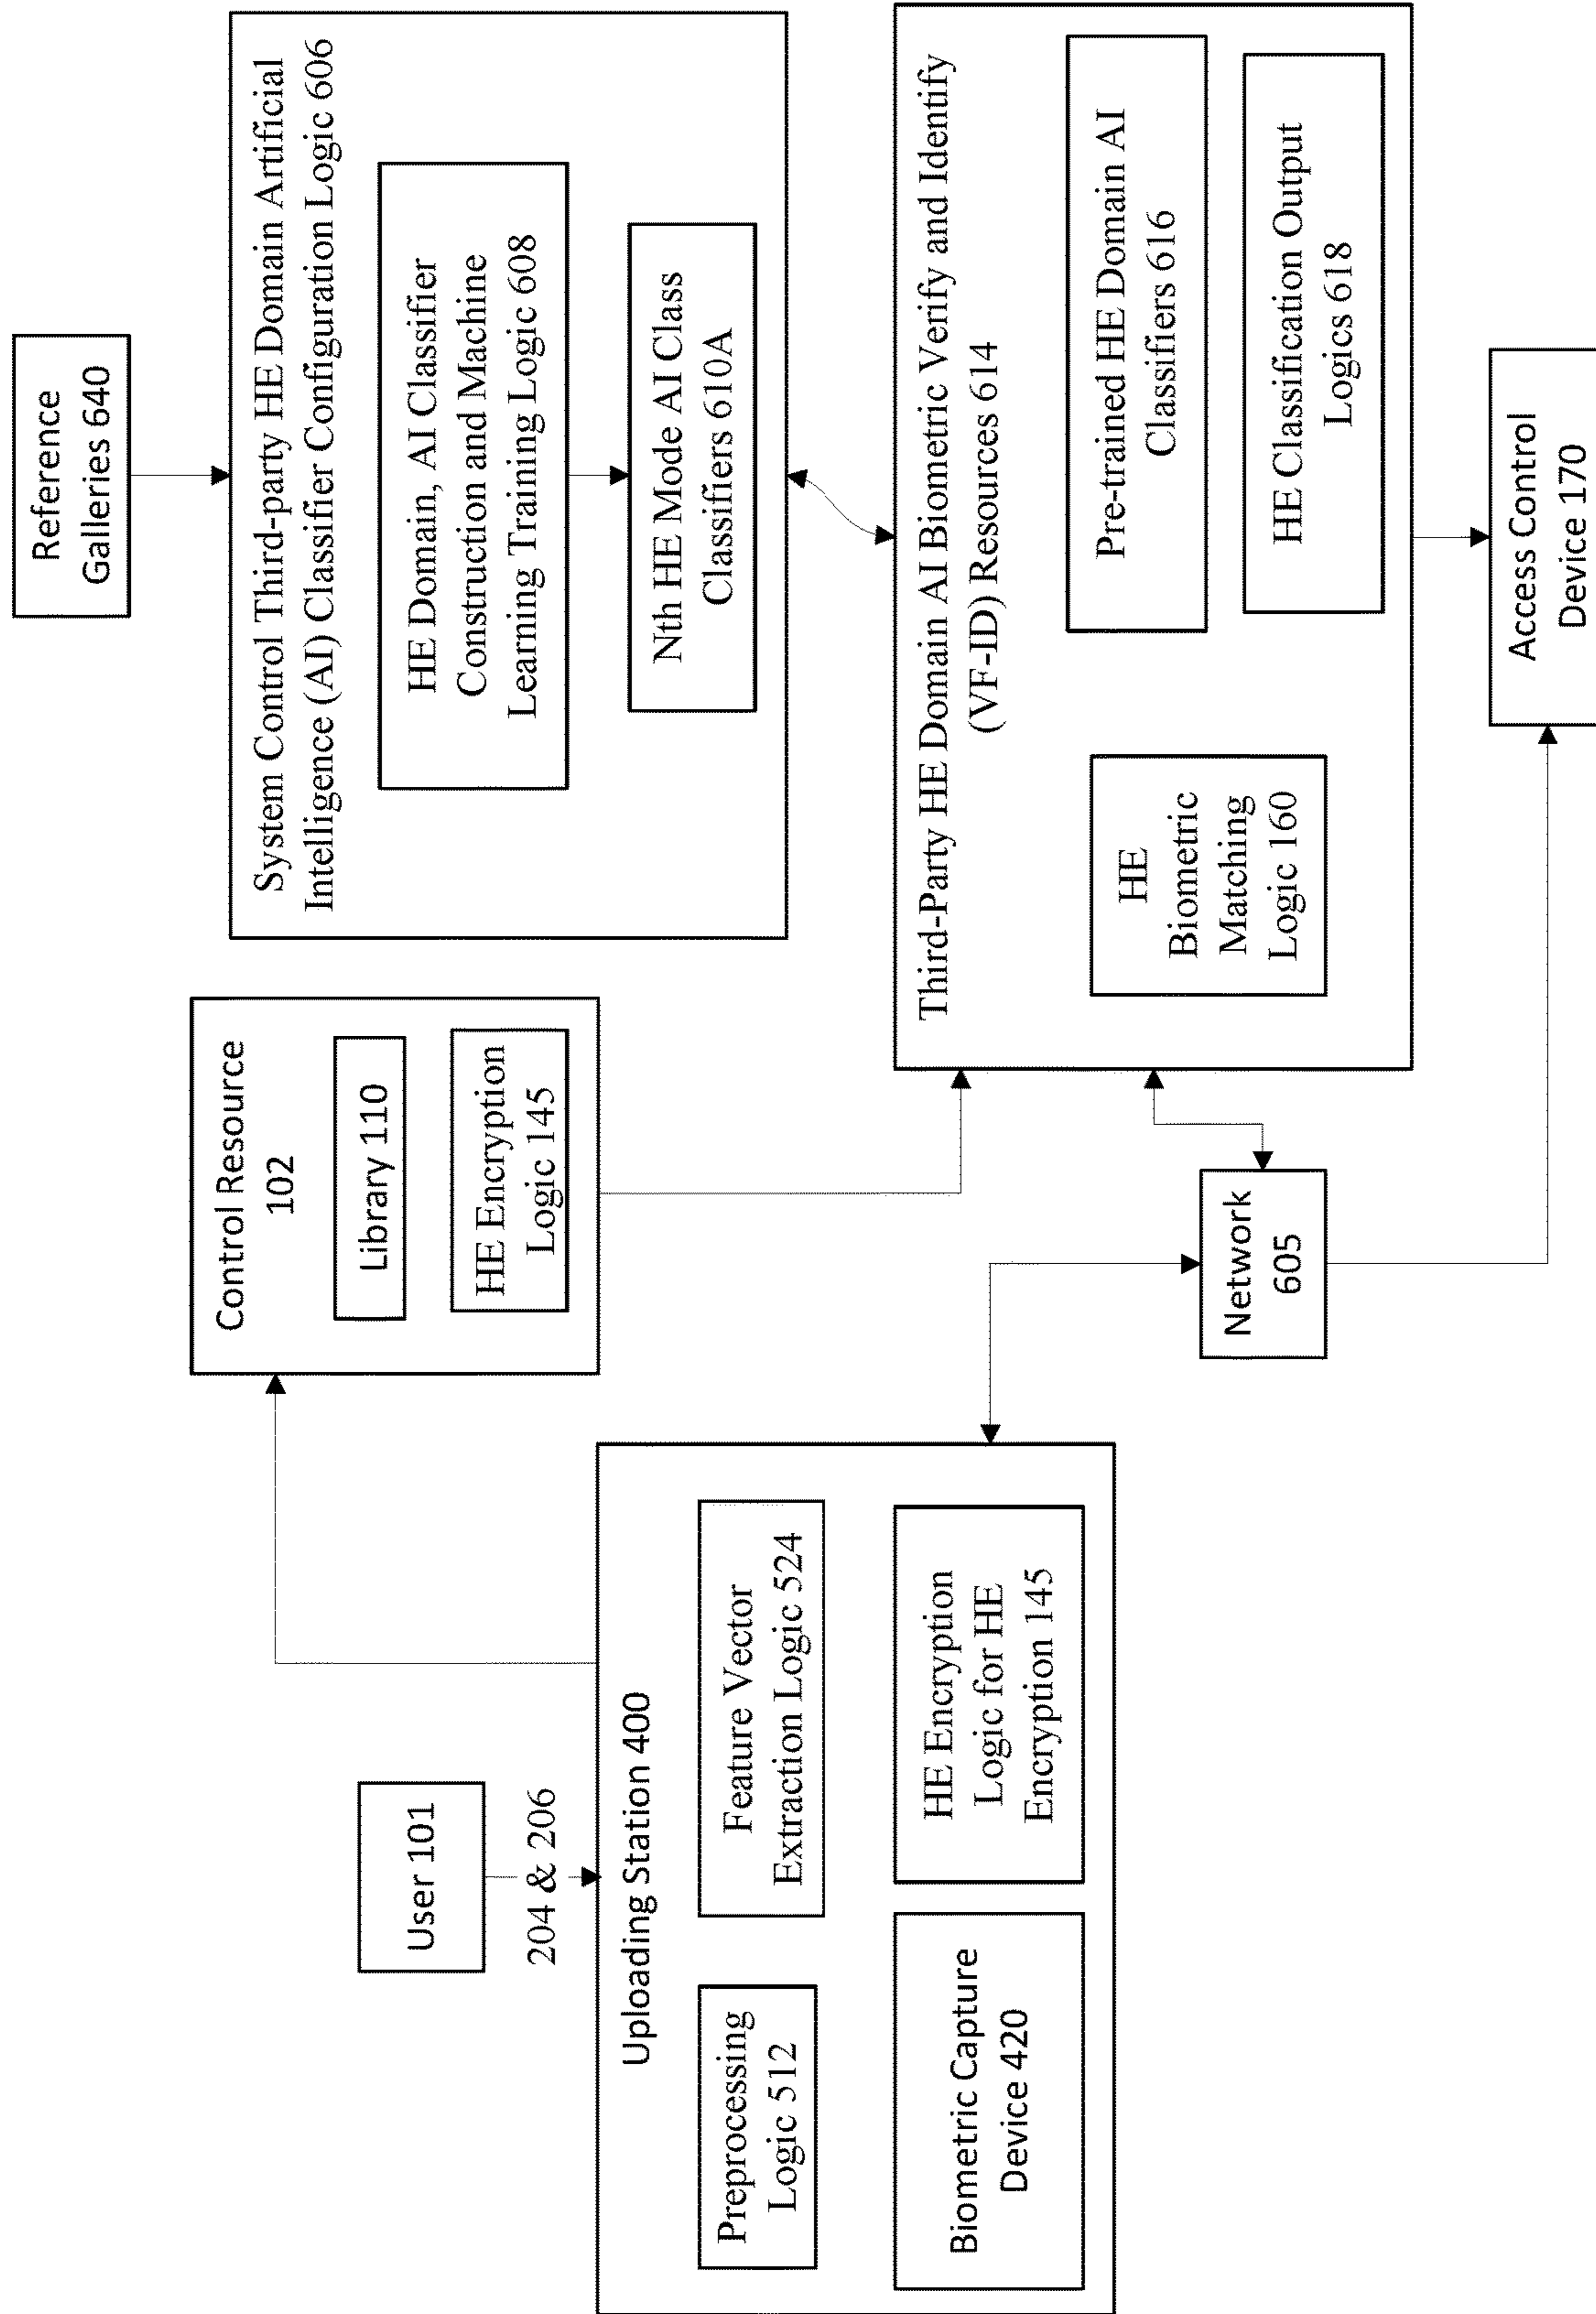 User 101
204 & 206
Uploading Station 400
Preprocessing
Logic 512
Feature Vector
Extraction Logic 524
Biometric Capture
Device 420
HE Encryption
Logic for HE
Encryption 145
Control Resource
102
Library 110
HE Encryption
Logic 145
Network
605
Reference
Galleries 640
System Control Third-party HE Domain Artificial
Intelligence (AI) Classifier Configuration Logic 606
HE Domain, AI Classifier
Construction and Machine
Learning Training Logic 608
Nth HE Mode AI Class
Classifiers 610A
Third-Party HE Domain AI Biometric Verify and Identify
(VF-ID) Resources 614
HE
Biometric
Matching
Logic 160
Pre-trained HE Domain AI
Classifiers 616
HE Classification Output
Logics 618
Access Control
Device 170